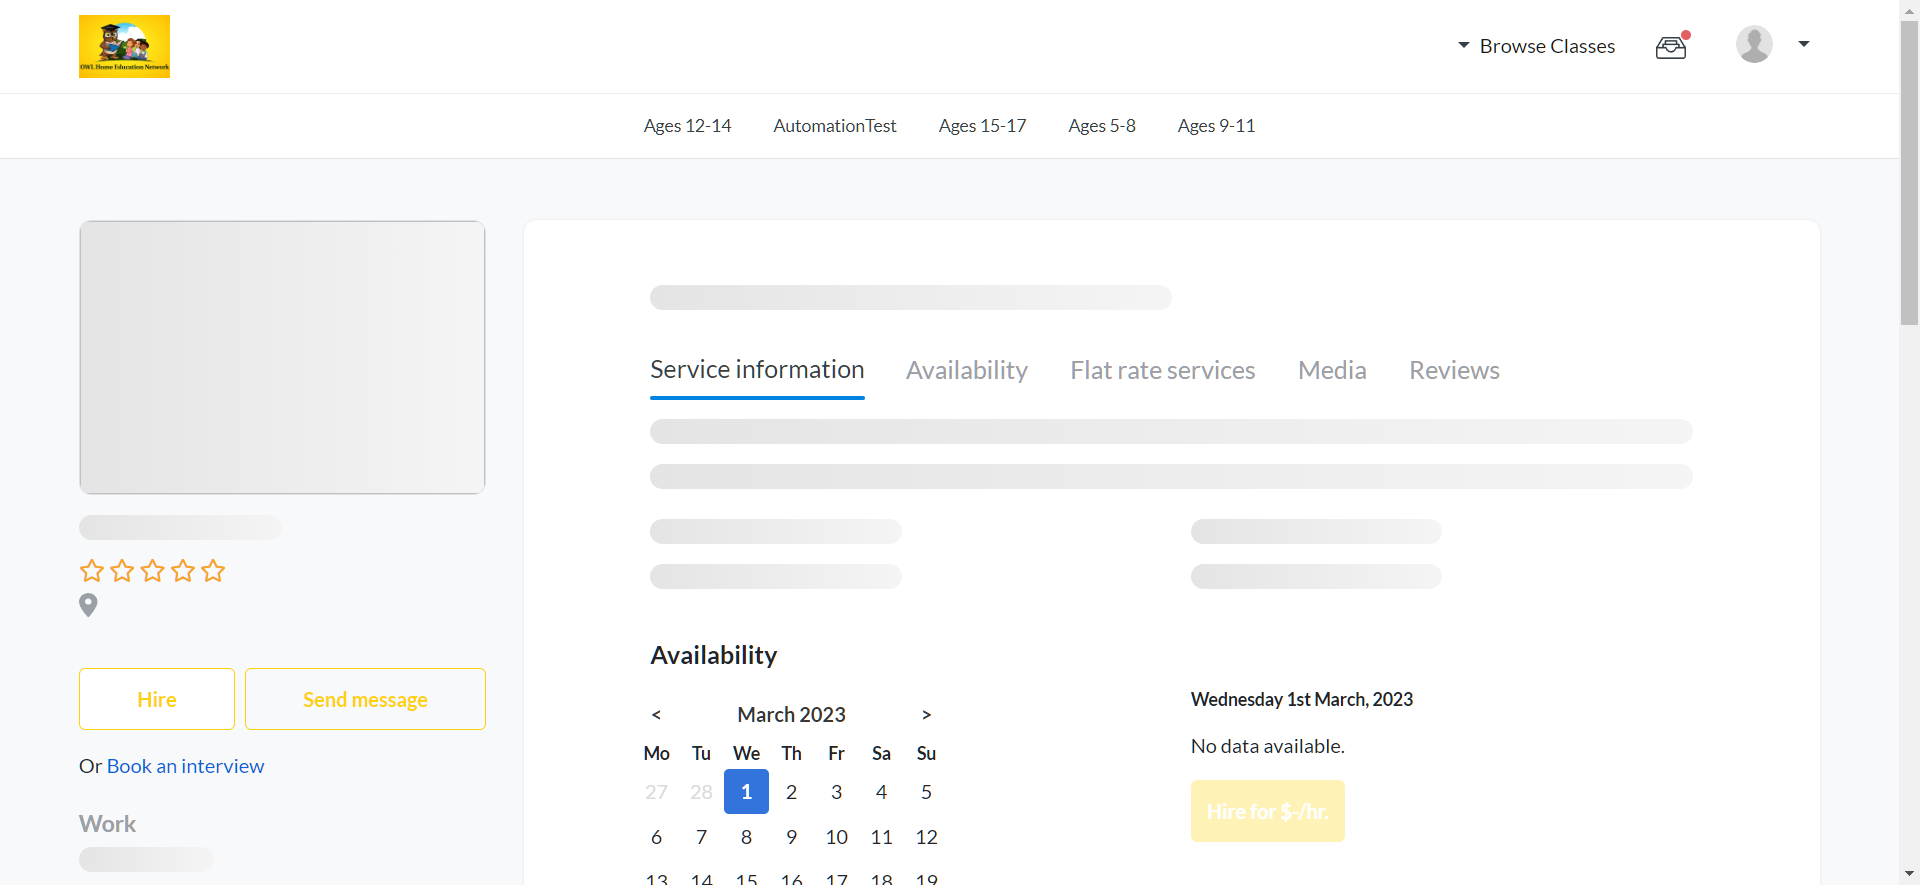 OWL Home Education Network
Browse Classes
Ages 12-14 AutomationTest Ages 15-17 Ages 5-8 Ages 9-11
Service information Availability Flat rate services Media Reviews
Hire Send message
Or Book an interview
Work
Availability
< March 2023 >
Mo Tu We Th Fr Sa Su
27 28 1 2 3 4 5
6 7 8 9 10 11 12
13 14 15 16 17 18 19
Wednesday 1st March, 2023
No data available.
Hire for $-/hr.